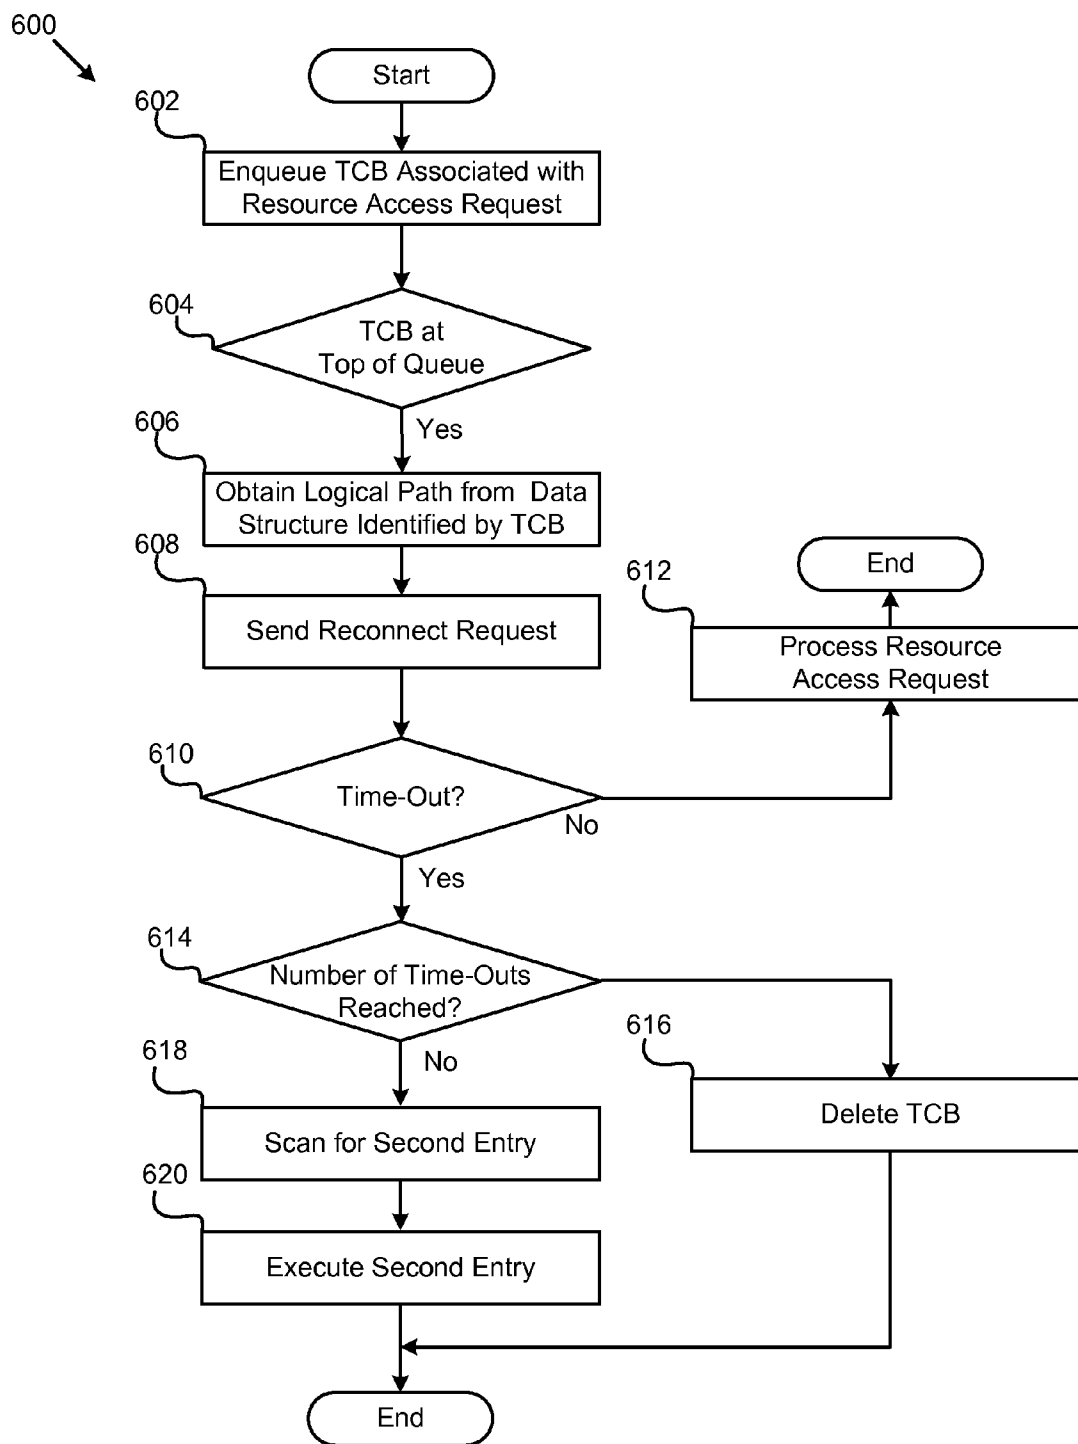 600
Start
602
Enqueue TCB Associated with
Resource Access Request
604
TCB at
Top of Queue
Yes
606
Obtain Logical Path from Data
Structure Identified by TCB
608
Send Reconnect Request
End
612
Process Resource
Access Request
610
Time-Out?
No
Yes
614
Number of Time-Outs
Reached?
No
616
Delete TCB
618
Scan for Second Entry
620
Execute Second Entry
End